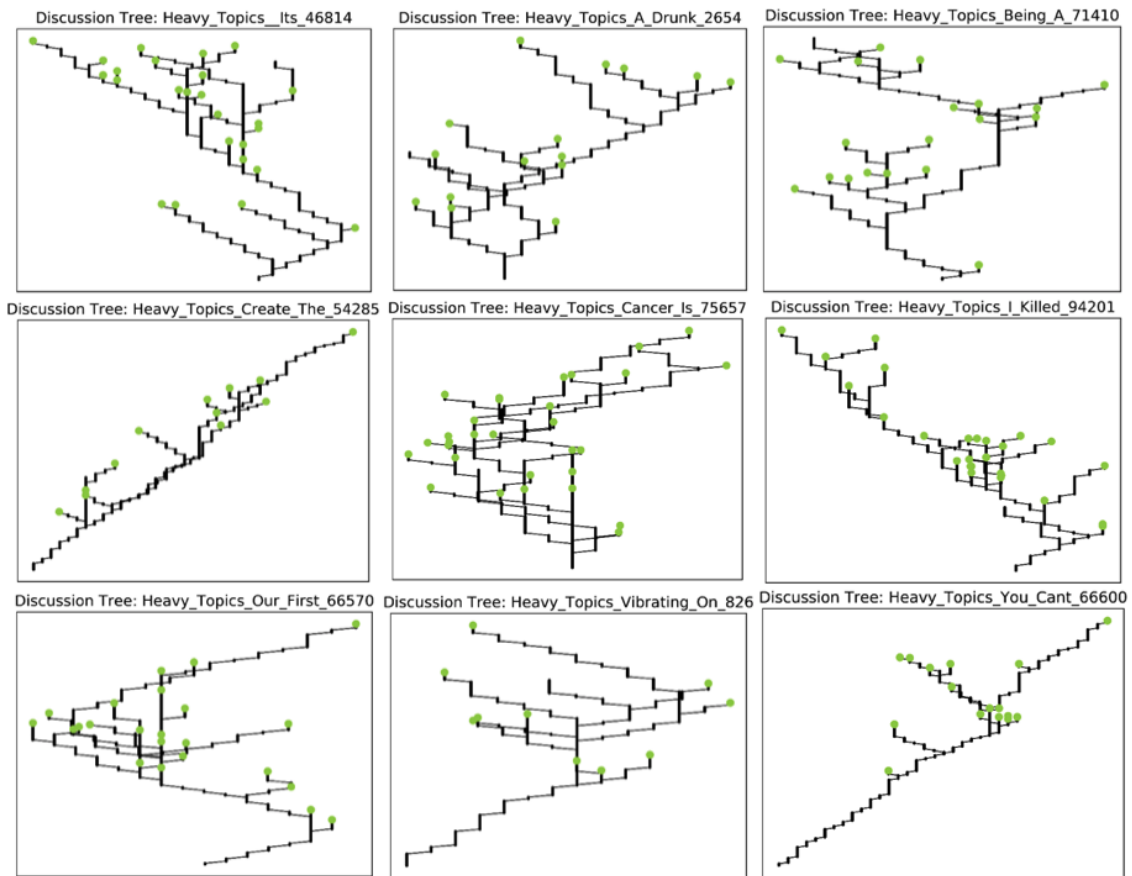 Discussion Tree: Heavy_Topics__Its_46814
Discussion Tree: Heavy_Topics_A_Drunk_2654
Discussion Tree: Heavy_Topics_Being_A_71410
Discussion Tree: Heavy_Topics_Create_The_54285
Discussion Tree: Heavy_Topics_Cancer_Is_75657
Discussion Tree: Heavy_Topics_I_Killed_94201
Discussion Tree: Heavy_Topics_Our_First_66570
Discussion Tree: Heavy_Topics_Vibrating_On_826
Discussion Tree: Heavy_Topics_You_Cant_66600